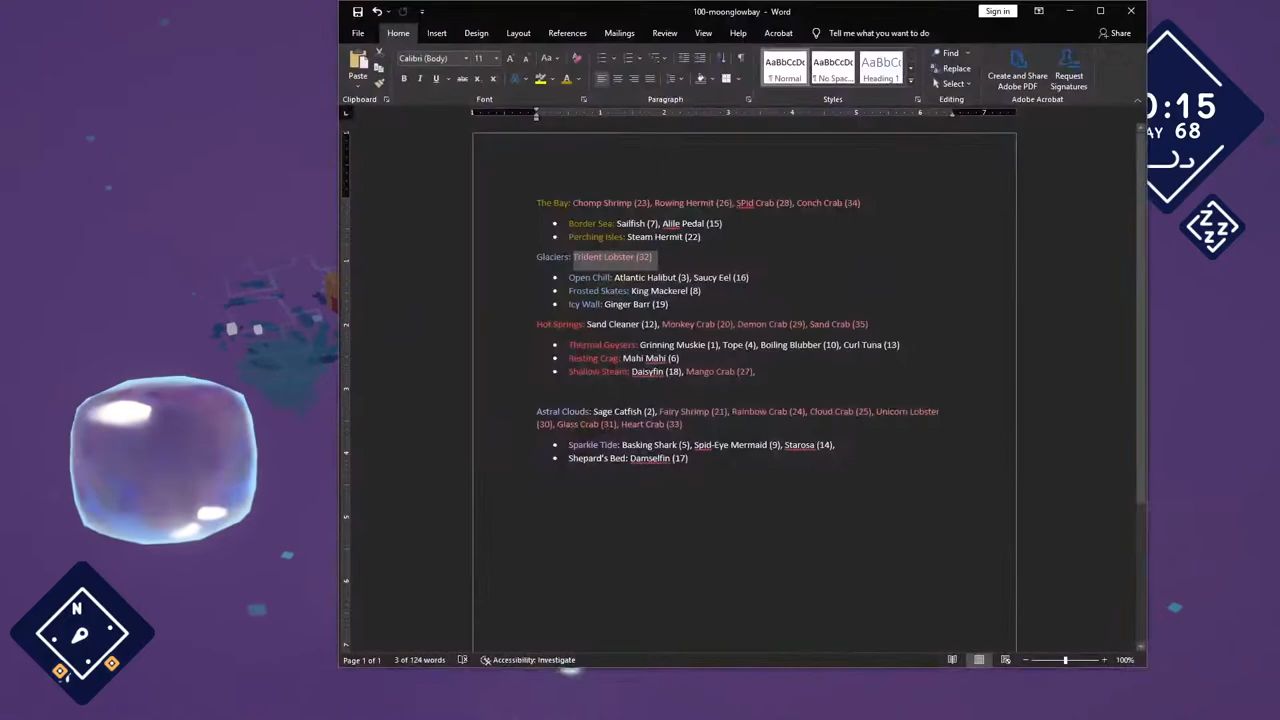 100-moonglowbay - Word
Sign in
File Home Insert Design Layout References Mailings Review View Help Acrobat Tell me what you want to do Share
Calibri (Body) 11 Aa
AaBbCcDc AaBbCcDc AaBbCc
Find
Paste
B I U
¶ Normal ¶ No Spac... Heading 1
Replace
Create and Share Adobe PDF
Request Signatures
Select
Clipboard Font Paragraph Styles Editing Adobe Acrobat
0:15
AY 68
The Bay: Chomp Shrimp (23), Rowing Hermit (26), SPid Crab (28), Conch Crab (34)
• Border Sea: Sailfish (7), Alile Pedal (15)
• Perching Isles: Steam Hermit (22)
Glaciers: Trident Lobster (32)
• Open Chill: Atlantic Halibut (3), Saucy Eel (16)
• Frosted Skates: King Mackerel (8)
• Icy Wall: Ginger Barr (19)
Hot Springs: Sand Cleaner (12), Monkey Crab (20), Demon Crab (29), Sand Crab (35)
• Thermal Geysers: Grinning Muskie (1), Tope (4), Boiling Blubber (10), Curl Tuna (13)
• Resting Crag: Mahi Mahi (6)
• Shallow Steam: Daisyfin (18), Mango Crab (27),
Astral Clouds: Sage Catfish (2), Fairy Shrimp (21), Rainbow Crab (24), Cloud Crab (25), Unicorn Lobster
(30), Glass Crab (31), Heart Crab (33)
• Sparkle Tide: Basking Shark (5), Spid-Eye Mermaid (9), Starosa (14),
• Shepard's Bed: Damselfin (17)
N
Page 1 of 1 3 of 124 words Accessibility: Investigate 100%